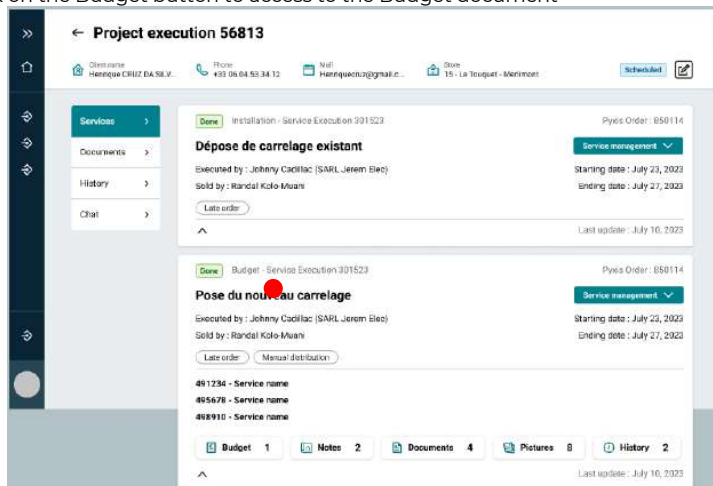 on the Budget button to access to the Budget document
» ← Project execution 56813
Client name
Henrique CRUZ DA SILV...
Phone
+33 06 04 53 34 12
Mail
Henriquecruz@gmail.c...
Store
15 - Le Touquet - Merimont
Scheduled
Services >
Documents >
History >
Chat >
Done Installation - Service Execution 301523 Pyxis Order : 850114
Dépose de carrelage existant Service management
Executed by : Johnny Cadillac (SARL Jerem Elec) Starting date : July 23, 2023
Sold by : Randal Kolo-Muani Ending date : July 27, 2023
Late order
Last update : July 10, 2023
Done Budget - Service Execution 301523 Pyxis Order : 850114
Pose du nouveau carrelage Service management
Executed by : Johnny Cadillac (SARL Jerem Elec) Starting date : July 23, 2023
Sold by : Randal Kolo-Muani Ending date : July 27, 2023
Late order Manual distribution
491234 - Service name
495678 - Service name
498910 - Service name
Budget 1 Notes 2 Documents 4 Pictures 8 History 2
Last update : July 10, 2023